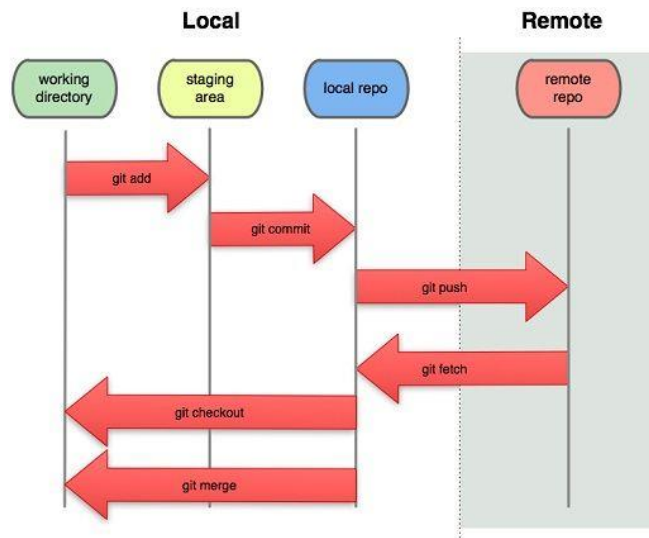 Local
Remote
working
directory
staging
area
local repo
remote
repo
git add
git commit
git push
git fetch
git checkout
git merge